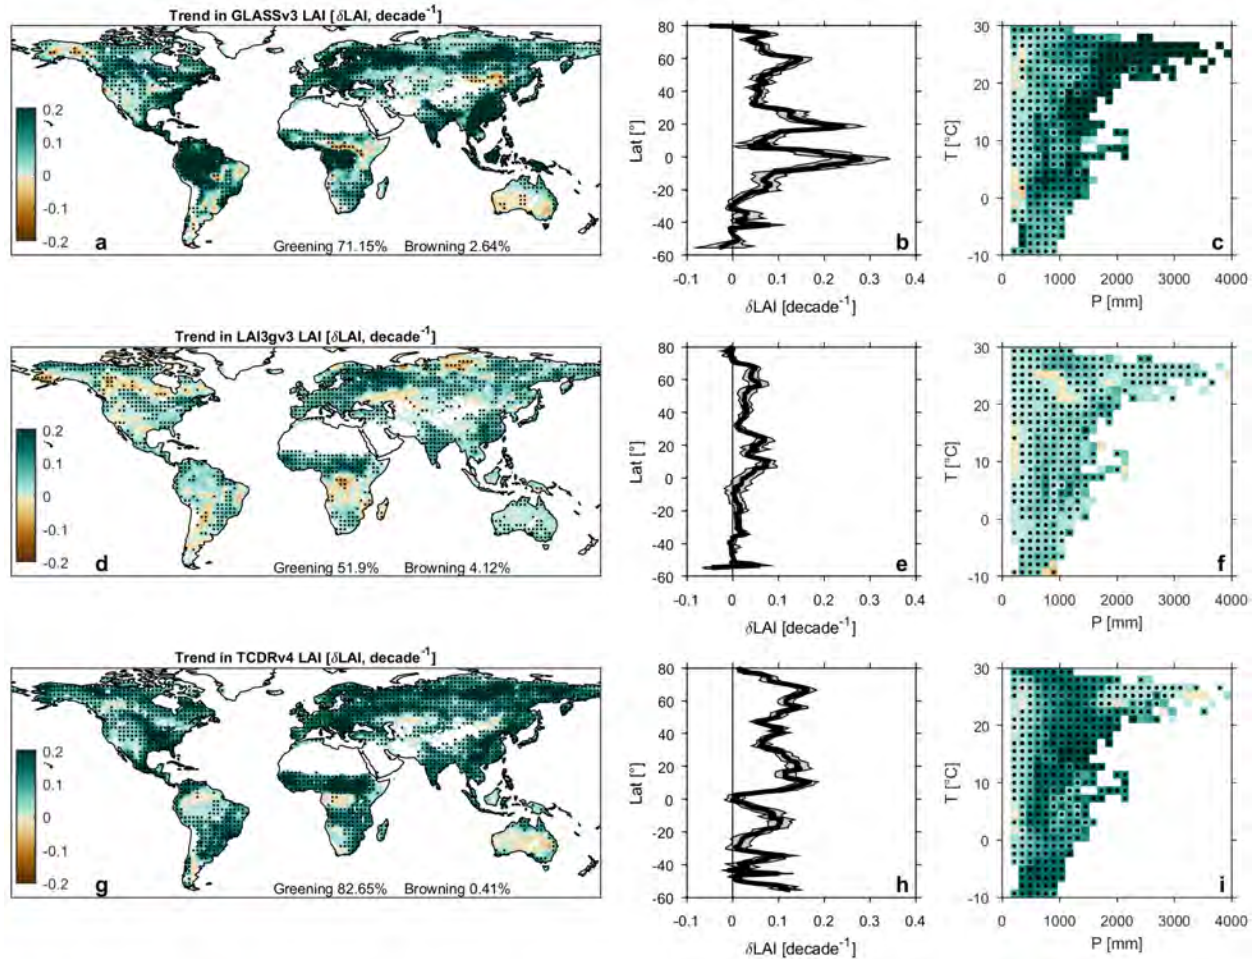 Trend in GLASSv3 LAI [δLAI, decade⁻¹]
0.2
0.1
0
-0.1
-0.2
a
Greening 71.15% Browning 2.64%
80
60
40
20
0
-20
-40
-60
Lat [°]
b
-0.1 0 0.1 0.2 0.3 0.4
δLAI [decade⁻¹]
30
20
10
0
-10
T [°C]
c
1000 2000 3000 4000
P [mm]
Trend in LAI3gv3 LAI [δLAI, decade⁻¹]
0.2
0.1
0
-0.1
-0.2
d
Greening 51.9% Browning 4.12%
80
60
40
20
0
-20
-40
-60
Lat [°]
e
-0.1 0 0.1 0.2 0.3 0.4
δLAI [decade⁻¹]
30
20
10
0
-10
T [°C]
f
1000 2000 3000 4000
P [mm]
Trend in TCDRv4 LAI [δLAI, decade⁻¹]
0.2
0.1
0
-0.1
-0.2
g
Greening 82.65% Browning 0.41%
80
60
40
20
0
-20
-40
-60
Lat [°]
h
-0.1 0 0.1 0.2 0.3 0.4
δLAI [decade⁻¹]
30
20
10
0
-10
T [°C]
i
1000 2000 3000 4000
P [mm]